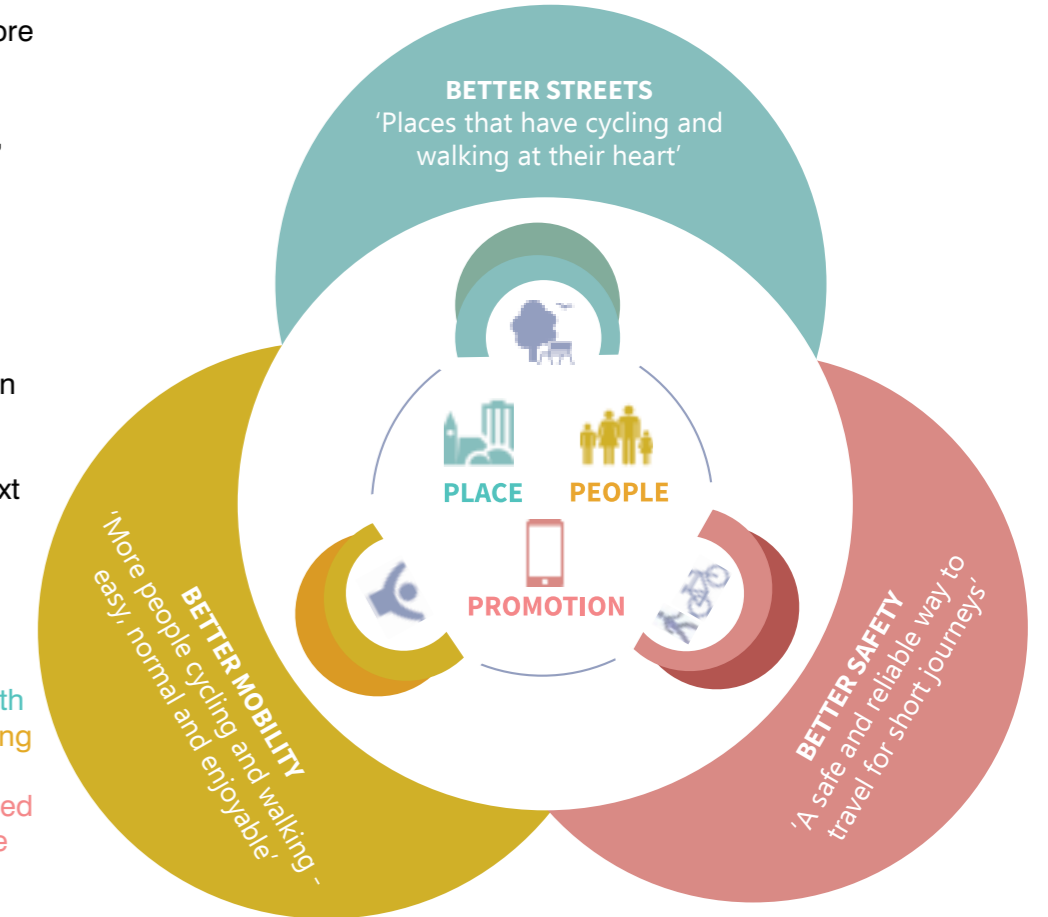 BETTER STREETS
‘Places that have cycling and
walking at their heart’
n
PLACE
PEOPLE
PROMOTION
BETTER MOBILITY
‘More people cycling and walking -
easy, normal and enjoyable’
BETTER SAFETY
‘A safe and reliable way to
travel for short journeys’